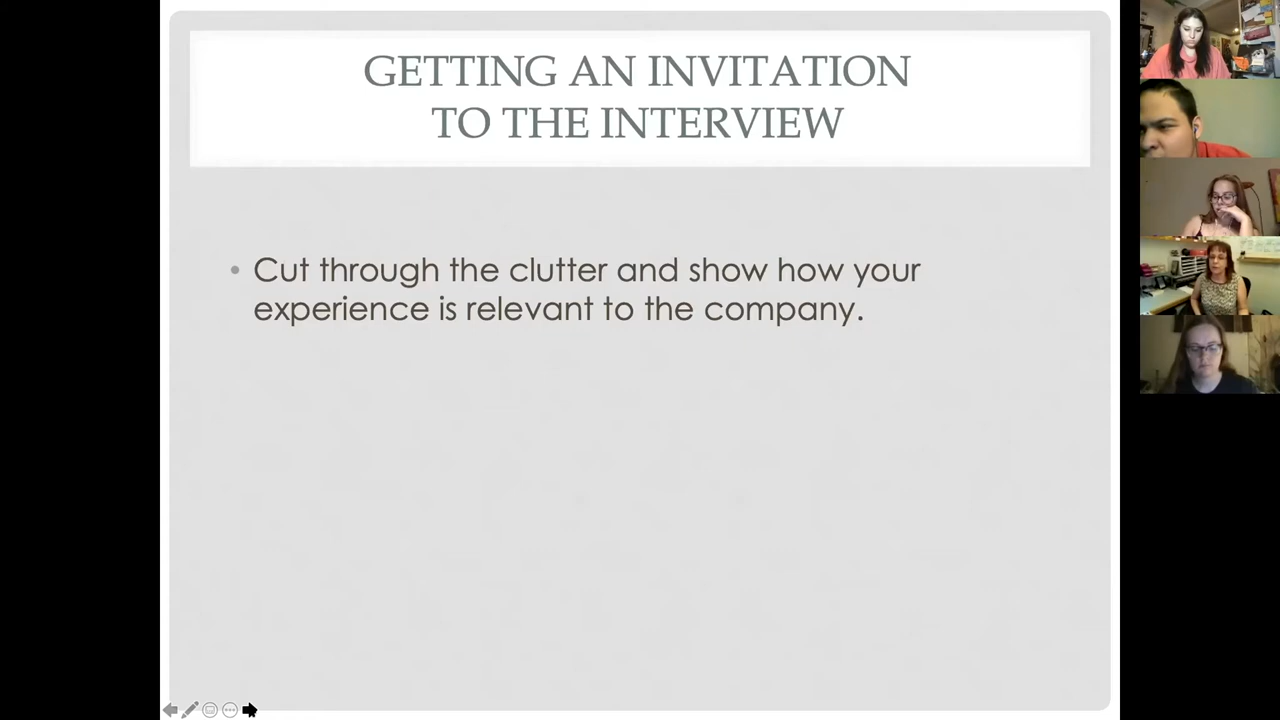 GETTING AN INVITATION
TO THE INTERVIEW
• Cut through the clutter and show how your
experience is relevant to the company.